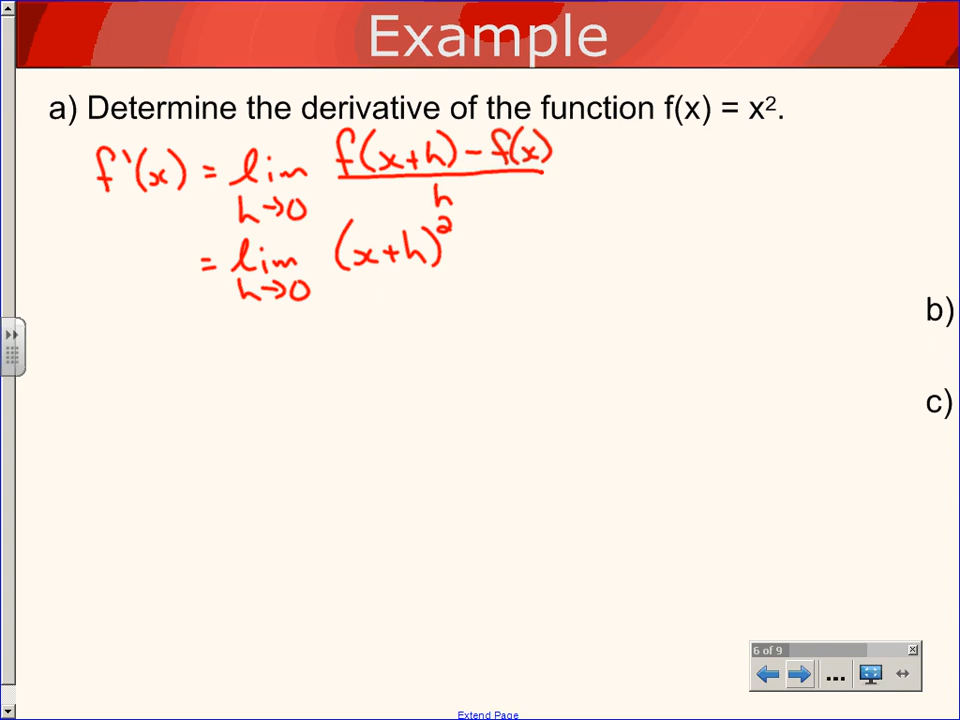 Example
a) Determine the derivative of the function f(x) = x².
f'(x) = lim f(x+h) - f(x)
h→0 h
= lim (x+h)²
h→0
b)
c)
6 of 9
...
Extend Page